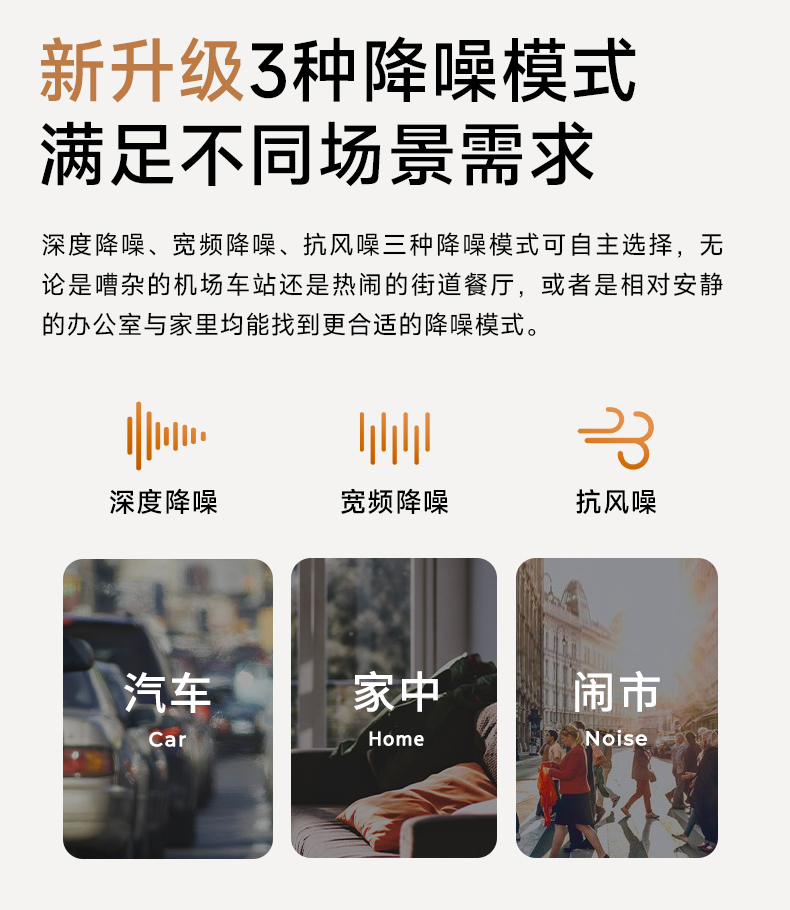 新升级3种降噪模式
满足不同场景需求
深度降噪、宽频降噪、抗风噪三种降噪模式可自主选择，无
论是嘈杂的机场车站还是热闹的街道餐厅，或者是相对安静
的办公室与家里均能找到更合适的降噪模式。
深度降噪
宽频降噪
抗风噪
汽车
Car
家中
Home
闹市
Noise